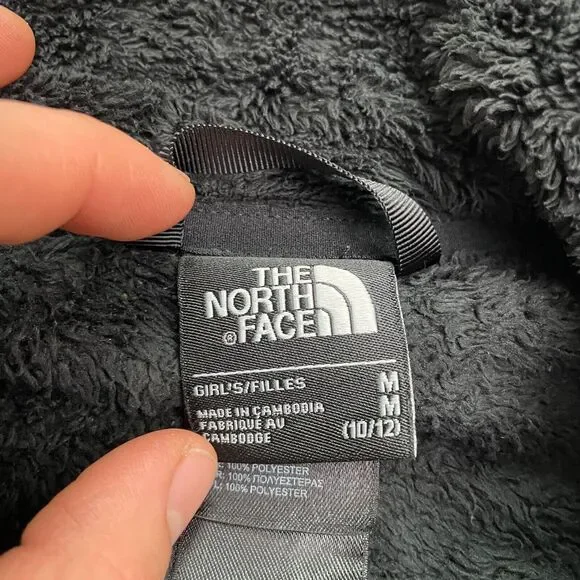 THE
NORTH
® FACE
GIRL'S/FILLES M
MADE IN CAMBODIA M
FABRIQUÉ AU (10/12)
CAMBODGE
100% POLYESTER
100% ΠΟΛΥΕΣΤΕΡΑΣ
100% POLYESTER